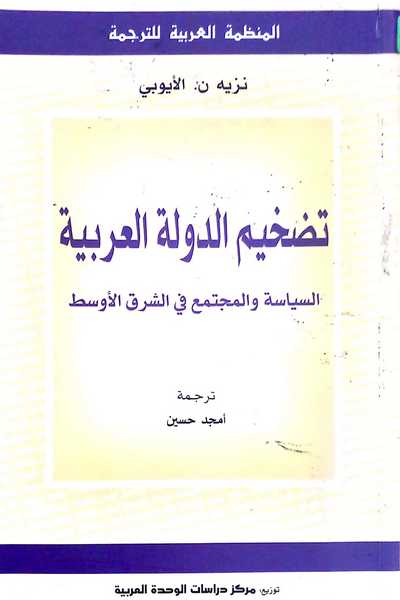 المنظمة العربية للترجمة
نزيه ن. الأيوبي
تضخيم الدولة العربية
السياسة والمجتمع في الشرق الأوسط
ترجمة
أمجد حسين
توزيع: مركز دراسات الوحدة العربية